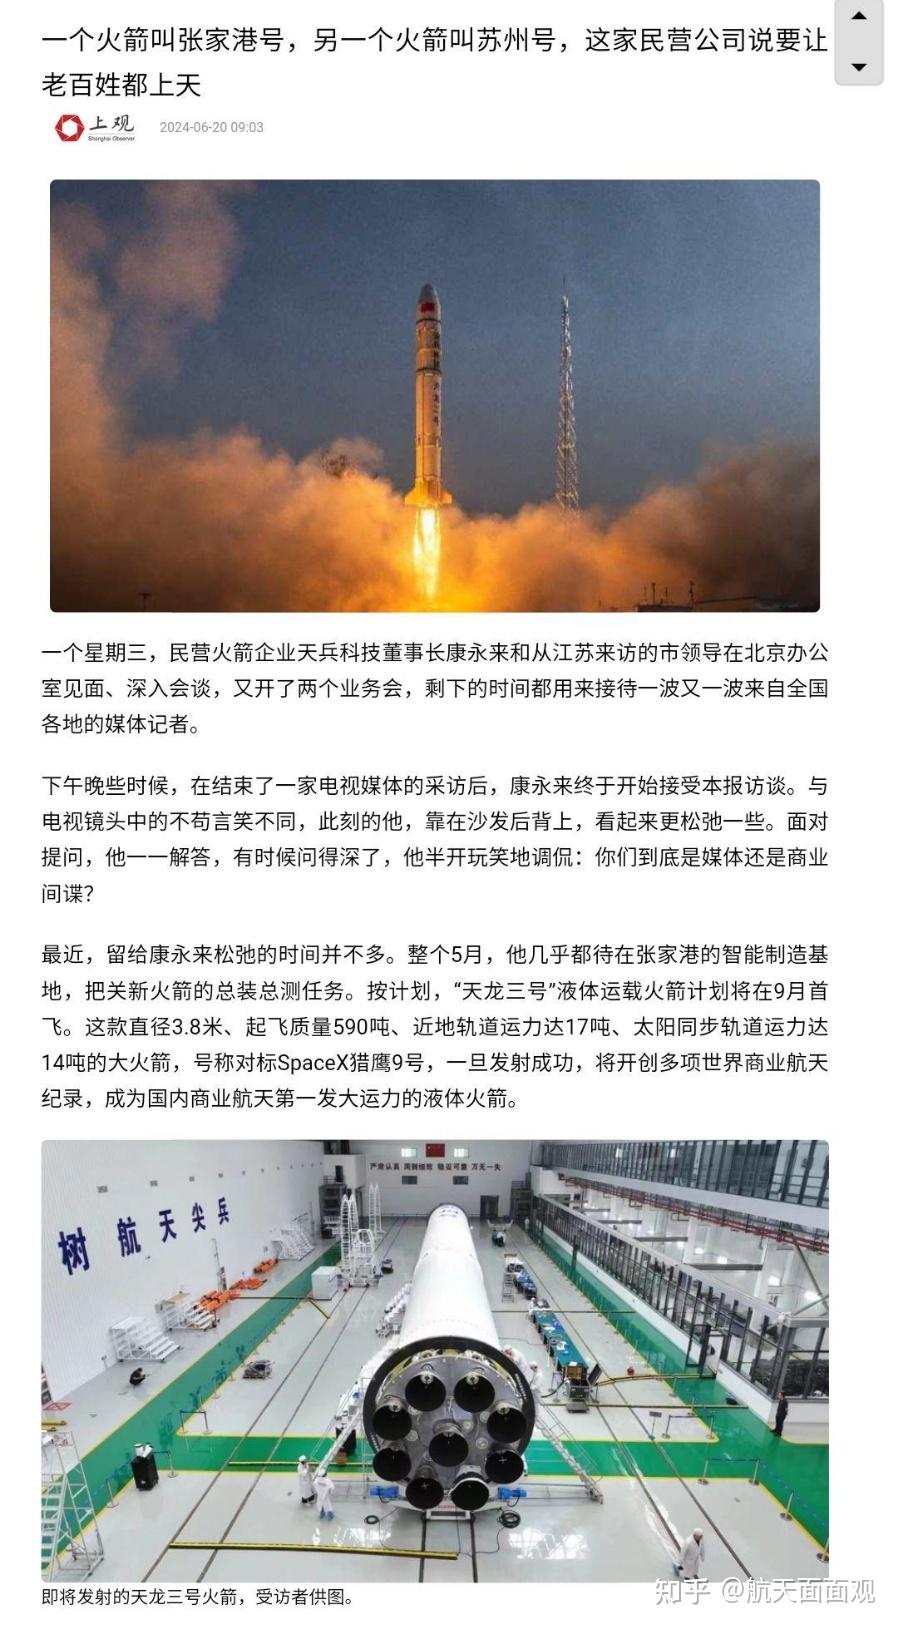 一个火箭叫张家港号，另一个火箭叫苏州号，这家民营公司说要让
老百姓都上天
上观
Shanghai Observer
2024-06-20 09:03
一个星期三，民营火箭企业天兵科技董事长康永来和从江苏来访的市领导在北京办公
室见面、深入会谈，又开了两个业务会，剩下的时间都用来接待一波又一波来自全国
各地的媒体记者。
下午晚些时候，在结束了一家电视媒体的采访后，康永来终于开始接受本报访谈。与
电视镜头中的不苟言笑不同，此刻的他，靠在沙发后背上，看起来更松弛一些。面对
提问，他一一解答，有时候问得深了，他半开玩笑地调侃：你们到底是媒体还是商业
间谍？
最近，留给康永来松弛的时间并不多。整个5月，他几乎都待在张家港的智能制造基
地，把关新火箭的总装总测任务。按计划，“天龙三号”液体运载火箭计划将在9月首
飞。这款直径3.8米、起飞质量590吨、近地轨道运力达17吨、太阳同步轨道运力达
14吨的大火箭，号称对标SpaceX猎鹰9号，一旦发射成功，将开创多项世界商业航天
纪录，成为国内商业航天第一发大运力的液体火箭。
严肃认真 周到细致 稳妥可靠 万无一失
树航天尖兵
即将发射的天龙三号火箭，受访者供图。
知乎 @航天面面观